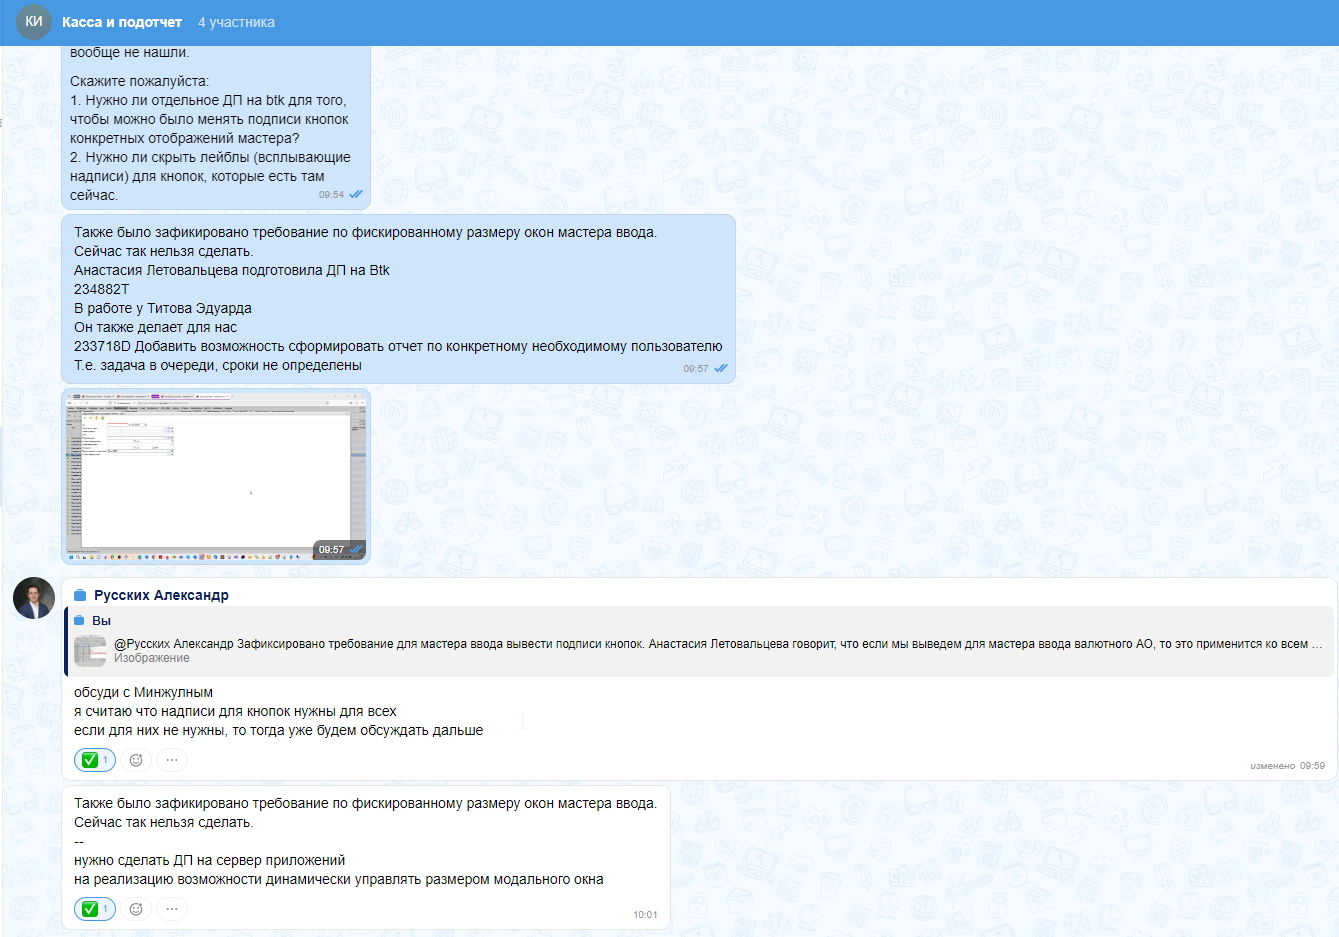 КИ Касса и подотчет 4 участника
вообще не нашли.
Скажите пожалуйста:
1. Нужно ли отдельное ДП на btk для того,
чтобы можно было менять подписи кнопок
конкретных отображений мастера?
2. Нужно ли скрыть лейблы (всплывающие
надписи) для кнопок, которые есть там
сейчас.
09:54
Также было зафикировано требование по фискированному размеру окон мастера ввода.
Сейчас так нельзя сделать.
Анастасия Летовальцева подготовила ДП на Btk
234882T
В работе у Титова Эдуарда
Он также делает для нас
233718D Добавить возможность сформировать отчет по конкретному необходимому пользователю
Т.е. задача в очереди, сроки не определены
09:57
09:57
Русских Александр
Вы
@Русских Александр Зафиксировано требование для мастера ввода вывести подписи кнопок. Анастасия Летовальцева говорит, что если мы выведем для мастера ввода валютного АО, то это применится ко всем ...
Изображение
обсуди с Минжулным
я считаю что надписи для кнопок нужны для всех
если для них не нужны, то тогда уже будем обсуждать дальше
1
изменено 09:59
Также было зафикировано требование по фискированному размеру окон мастера ввода.
Сейчас так нельзя сделать.
--
нужно сделать ДП на сервер приложений
на реализацию возможности динамически управлять размером модального окна
1
10:01